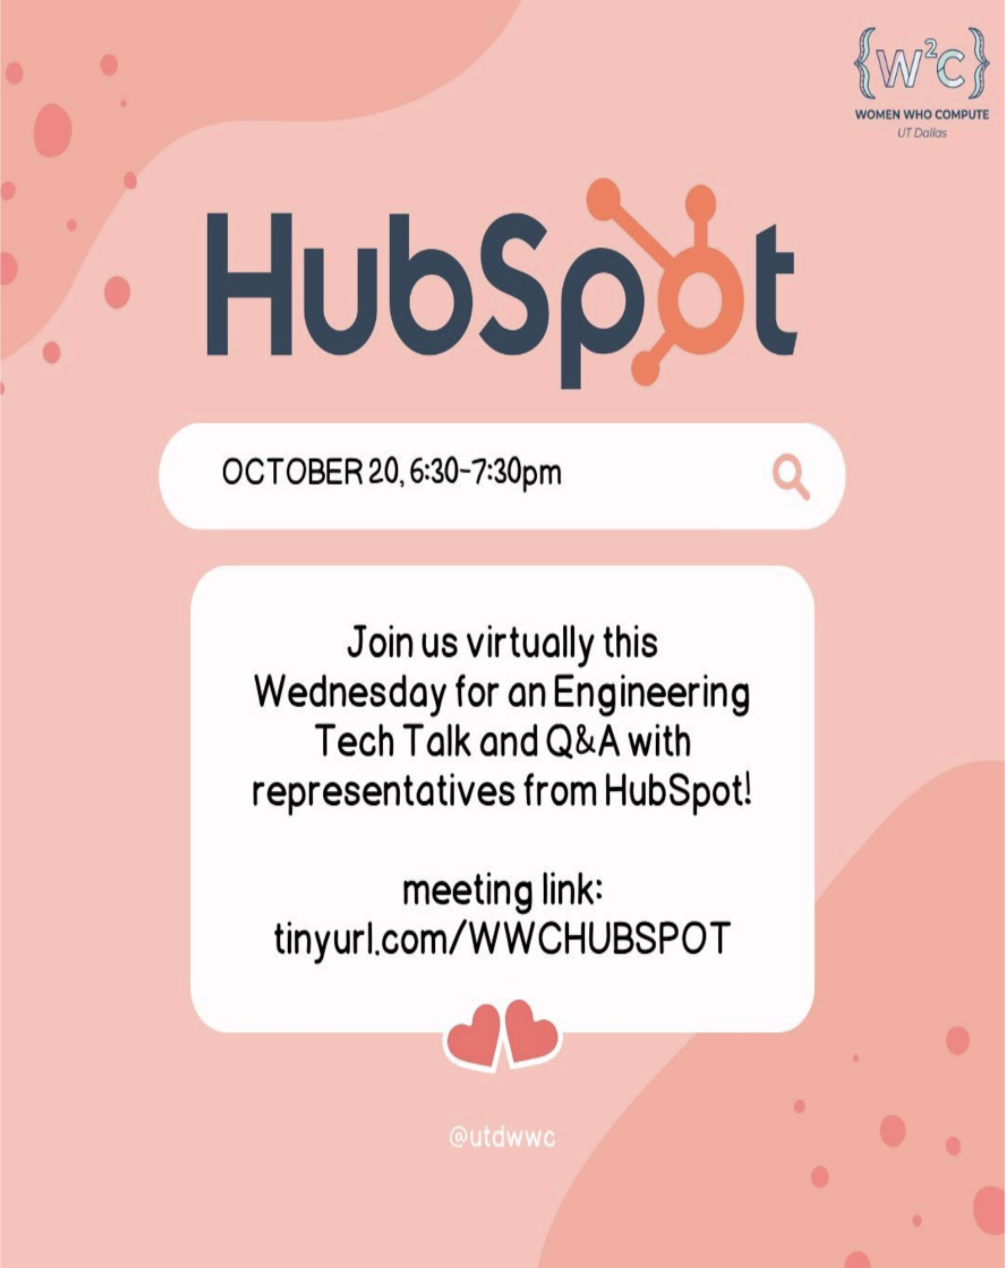 {W²C}
WOMEN WHO COMPUTE
UT Dallas
HubSpot
OCTOBER 20, 6:30-7:30pm
Join us virtually this
Wednesday for an Engineering
Tech Talk and Q&A with
representatives from HubSpot!
meeting link:
tinyurl.com/WWCHUBSPOT
@utdwwc